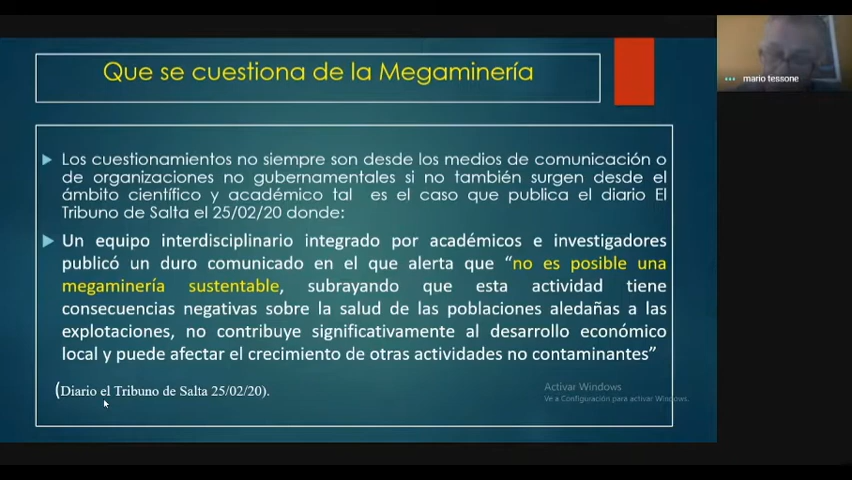 Que se cuestiona de la Megaminería
mario tessone
Los cuestionamientos no siempre son desde los medios de comunicación o
de organizaciones no gubernamentales si no también surgen desde el
ámbito científico y académico tal es el caso que publica el diario El
Tribuno de Salta el 25/02/20 donde:
Un equipo interdisciplinario integrado por académicos e investigadores
publicó un duro comunicado en el que alerta que “no es posible una
megaminería sustentable, subrayando que esta actividad tiene
consecuencias negativas sobre la salud de las poblaciones aledañas a las
explotaciones, no contribuye significativamente al desarrollo económico
local y puede afectar el crecimiento de otras actividades no contaminantes”
(Diario el Tribuno de Salta 25/02/20).
Activar Windows
Ve a Configuración para activar Windows.